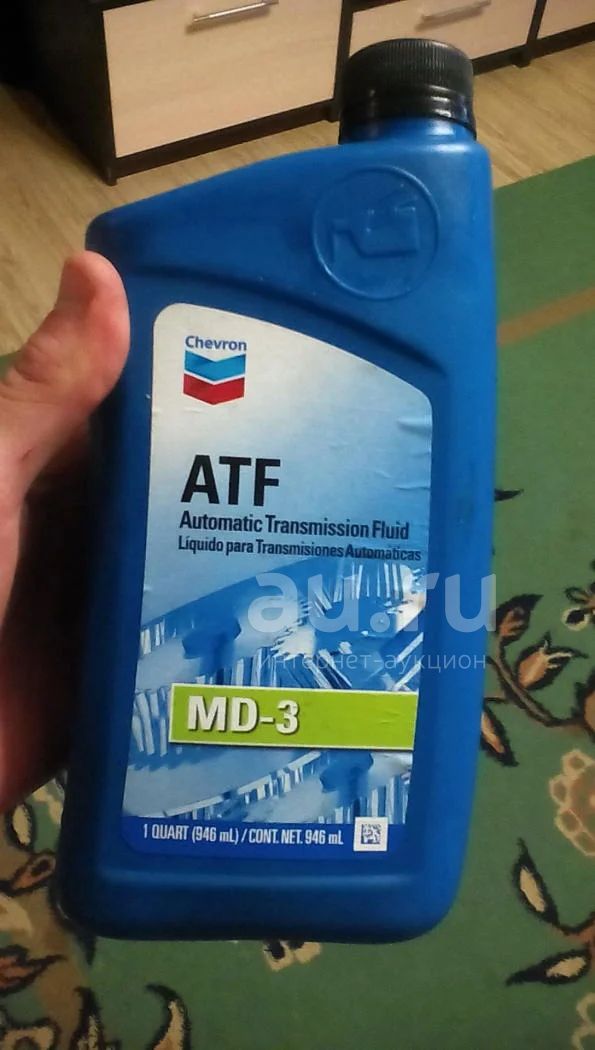 Chevron
ATF
Automatic Transmission Fluid
Líquido para Transmisiones Automáticas
au.ru
интернет-аукцион
MD-3
1 QUART (946 mL) / CONT. NET. 946 mL